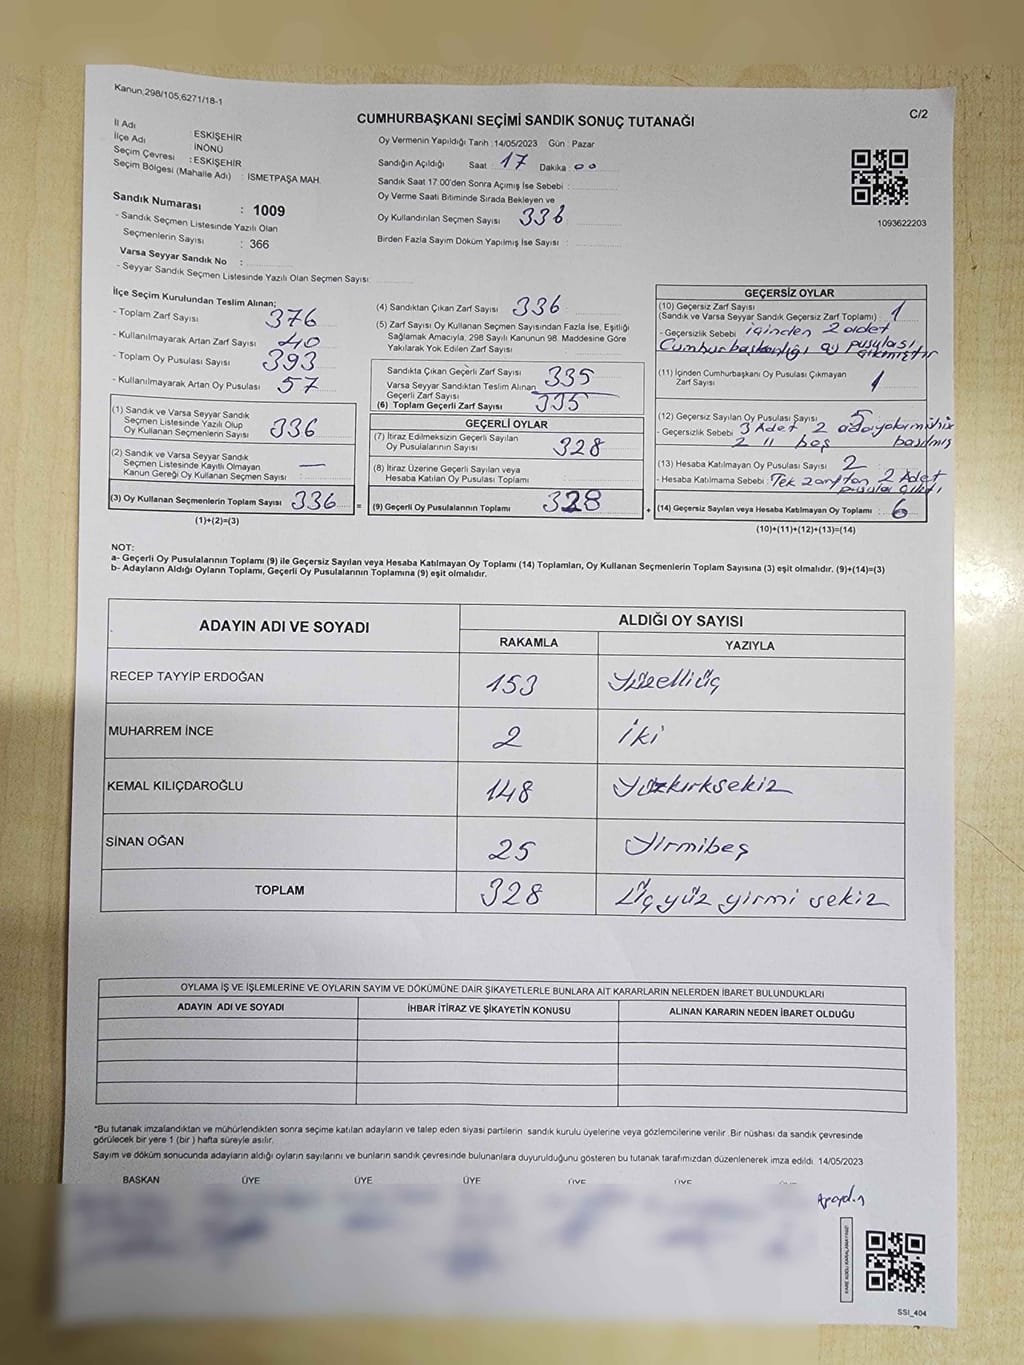 Kanun,298/105,6271/18-1
C/2
CUMHURBAŞKANI SEÇİMİ SANDIK SONUÇ TUTANAĞI
İl Adı : ESKİŞEHİR
İlçe Adı : İNÖNÜ
Seçim Çevresi : ESKİŞEHİR
Seçim Bölgesi (Mahalle Adı) : İSMETPAŞA MAH.
Sandık Numarası : 1009
- Sandık Seçmen Listesinde Yazılı Olan
Seçmenlerin Sayısı : 366
Varsa Seyyar Sandık No :
- Seyyar Sandık Seçmen Listesinde Yazılı Olan Seçmen Sayısı:
Oy Vermenin Yapıldığı Tarih :14/05/2023 Gün : Pazar
Sandığın Açıldığı Saat : 17 Dakika : 00
Sandık Saat 17:00'den Sonra Açımış İse Sebebi :
Oy Verme Saati Bitiminde Sırada Bekleyen ve
Oy Kullandırılan Seçmen Sayısı : 336
Birden Fazla Sayım Döküm Yapılmış İse Sayısı :
1093622203
İlçe Seçim Kurulundan Teslim Alınan;
- Toplam Zarf Sayısı : 376
- Kullanılmayarak Artan Zarf Sayısı : 40
- Toplam Oy Pusulası Sayısı : 393
- Kullanılmayarak Artan Oy Pusulası : 57
(1) Sandık ve Varsa Seyyar Sandık
Seçmen Listesinde Yazılı Olup
Oy Kullanan Seçmenlerin Sayısı : 336
(2) Sandık ve Varsa Seyyar Sandık
Seçmen Listesinde Kayıtlı Olmayan
Kanun Gereği Oy Kullanan Seçmen Sayısı : —
(3) Oy Kullanan Seçmenlerin Toplam Sayısı : 336 =
(1)+(2)=(3)
(4) Sandıktan Çıkan Zarf Sayısı : 336
(5) Zarf Sayısı Oy Kullanan Seçmen Sayısından Fazla İse, Eşitliği
Sağlamak Amacıyla, 298 Sayılı Kanunun 98. Maddesine Göre
Yakılarak Yok Edilen Zarf Sayısı :
Sandıkta Çıkan Geçerli Zarf Sayısı : 335
Varsa Seyyar Sandıktan Teslim Alınan
Geçerli Zarf Sayısı :
(6) Toplam Geçerli Zarf Sayısı : 335
GEÇERLİ OYLAR
(7) İtiraz Edilmeksizin Geçerli Sayılan
Oy Pusulalarının Sayısı : 328
(8) İtiraz Üzerine Geçerli Sayılan veya
Hesaba Katılan Oy Pusulası Toplamı :
(9) Geçerli Oy Pusulalarının Toplamı : 328 +
GEÇERSİZ OYLAR
(10) Geçersiz Zarf Sayısı
(Sandık ve Varsa Seyyar Sandık Geçersiz Zarf Toplamı) : 1
- Geçersizlik Sebebi : içinden 2 adet
Cumhurbaşkanlığı oy pusulası
çıkmıştır
(11) İçinden Cumhurbaşkanı Oy Pusulası Çıkmayan
Zarf Sayısı : 1
(12) Geçersiz Sayılan Oy Pusulası Sayısı : 5
- Geçersizlik Sebebi : 3 Adet 2
2 " boş basılmış
(13) Hesaba Katılmayan Oy Pusulası Sayısı : 2
- Hesaba Katılmama Sebebi : Tek zarftan 2 Adet
pusula çıktı
(14) Geçersiz Sayılan veya Hesaba Katılmayan Oy Toplamı : 6
(10)+(11)+(12)+(13)=(14)
NOT:
a- Geçerli Oy Pusulalarının Toplamı (9) ile Geçersiz Sayılan veya Hesaba Katılmayan Oy Toplamı (14) Toplamları, Oy Kullanan Seçmenlerin Toplam Sayısına (3) eşit olmalıdır. (9)+(14)=(3)
b- Adayların Aldığı Oyların Toplamı, Geçerli Oy Pusulalarının Toplamına (9) eşit olmalıdır.
ADAYIN ADI VE SOYADI
ALDIĞI OY SAYISI
RAKAMLA YAZIYLA
RECEP TAYYİP ERDOĞAN 153 Yüzelliüç
MUHARREM İNCE 2 İki
KEMAL KILIÇDAROĞLU 148 Yüzkırksekiz
SİNAN OĞAN 25 Yirmibeş
TOPLAM 328 Üçyüz yirmi sekiz
OYLAMA İŞ VE İŞLEMLERİNE VE OYLARIN SAYIM VE DÖKÜMÜNE DAİR ŞİKAYETLERLE BUNLARA AİT KARARLARIN NELERDEN İBARET BULUNDUKLARI
ADAYIN ADI VE SOYADI İHBAR İTİRAZ VE ŞİKAYETİN KONUSU ALINAN KARARIN NEDEN İBARET OLDUĞU
*Bu tutanak imzalandıktan ve mühürlendikten sonra seçime katılan adayların ve talep eden siyasi partilerin sandık kurulu üyelerine veya gözlemcilerine verilir .Bir nüshası da sandık çevresinde
görülecek bir yere 1 (bir ) hafta süreyle asılır.
Sayım ve döküm sonucunda adayların aldığı oyların sayılarını ve bunların sandık çevresinde bulunanlara duyurulduğunu gösteren bu tutanak tarafımızdan düzenlenerek imza edildi. 14/05/2023
BAŞKAN ÜYE ÜYE ÜYE ÜYE ÜYE
KARE KODU KARALAMAYINIZ!
SSI_404